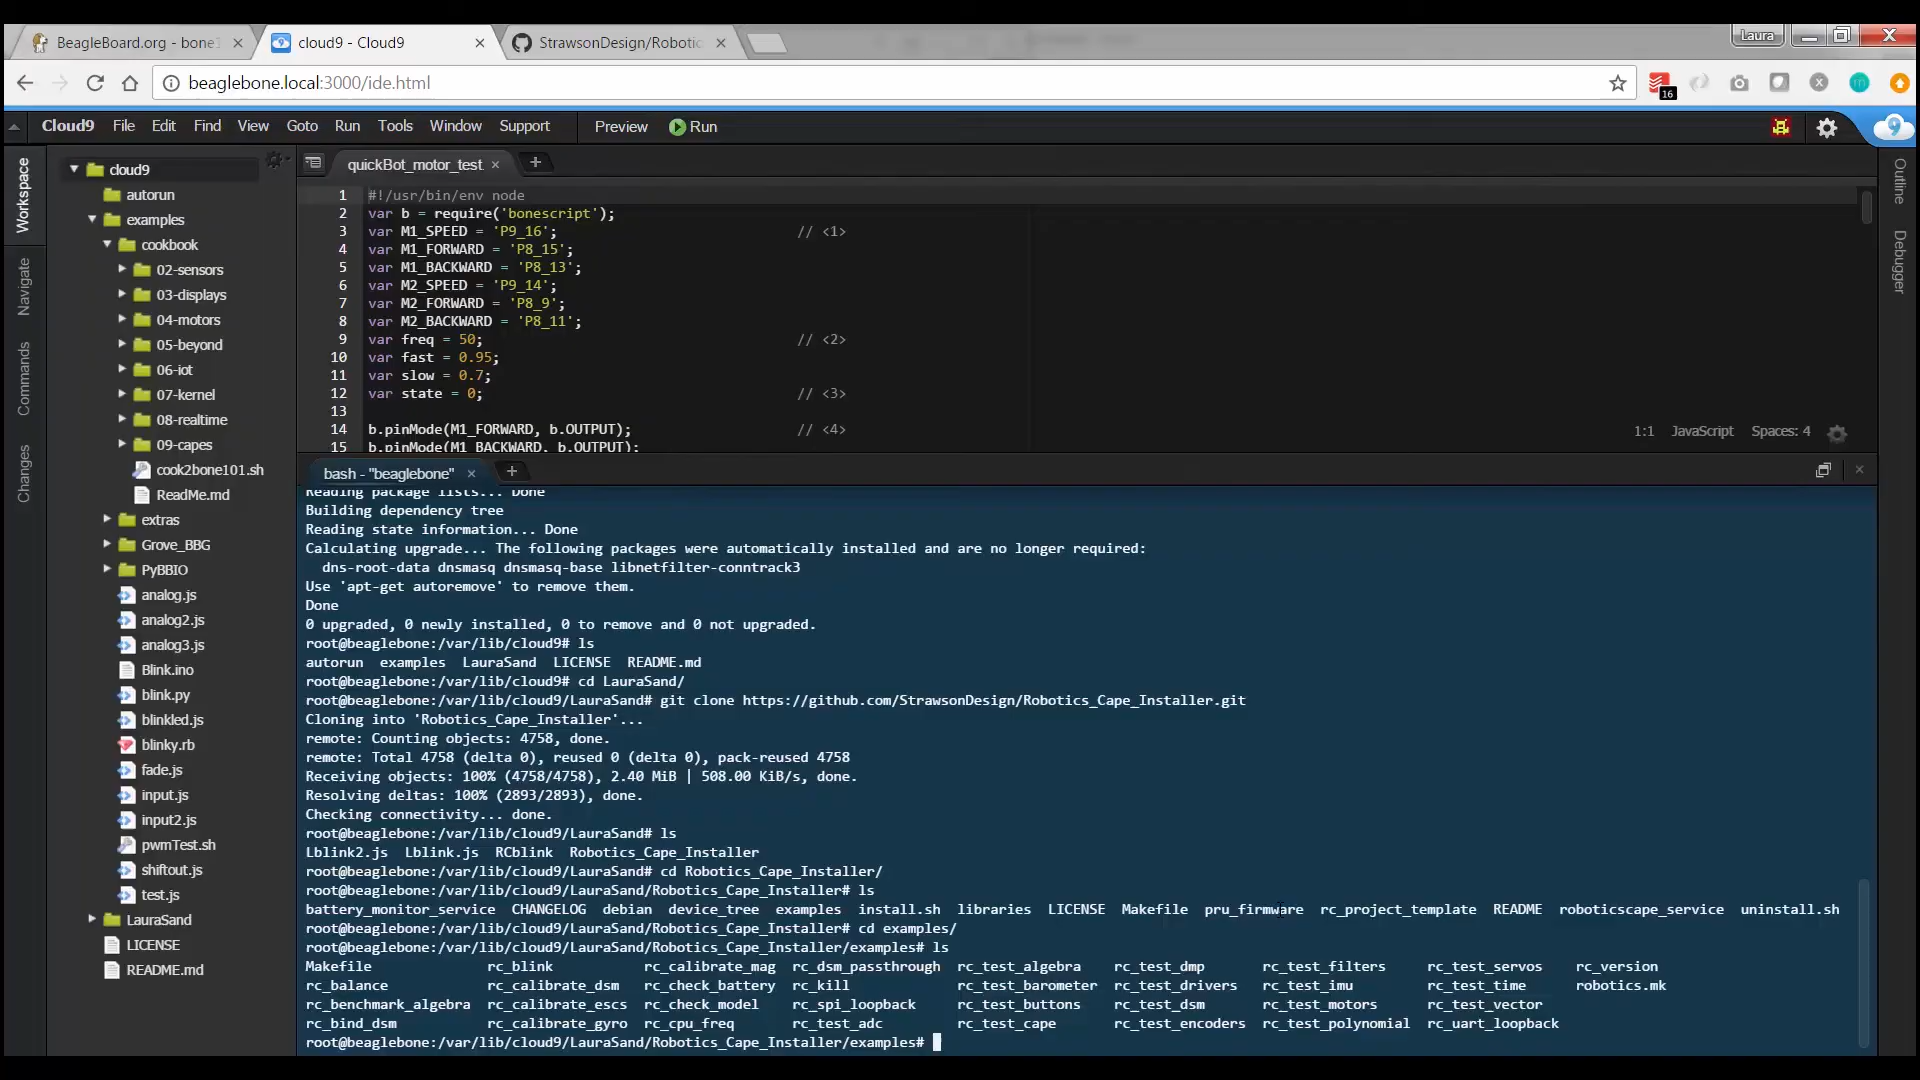 BeagleBoard.org - bone1
cloud9 - Cloud9
StrawsonDesign/Robotic
Laura
beaglebone.local:3000/ide.html
16
Cloud9 File Edit Find View Goto Run Tools Window Support Preview Run
9
Workspace
Navigate
Commands
Changes
cloud9
autorun
examples
cookbook
02-sensors
03-displays
04-motors
05-beyond
06-iot
07-kernel
08-realtime
09-capes
cook2bone101.sh
ReadMe.md
extras
Grove_BBG
PyBBIO
analog.js
analog2.js
analog3.js
Blink.ino
blink.py
blinkled.js
blinky.rb
fade.js
input.js
input2.js
pwmTest.sh
shiftout.js
test.js
LauraSand
LICENSE
README.md
quickBot_motor_test.
1 #!/usr/bin/env node
2 var b = require('bonescript');
3 var M1_SPEED = 'P9_16'; // <1>
4 var M1_FORWARD = 'P8_15';
5 var M1_BACKWARD = 'P8_13';
6 var M2_SPEED = 'P9_14';
7 var M2_FORWARD = 'P8_9';
8 var M2_BACKWARD = 'P8_11';
9 var freq = 50; // <2>
10 var fast = 0.95;
11 var slow = 0.7;
12 var state = 0; // <3>
13
14 b.pinMode(M1_FORWARD, b.OUTPUT); // <4>
15 b.pinMode(M1_BACKWARD, b.OUTPUT);
1:1 JavaScript Spaces: 4
Outline
Debugger
bash - "beaglebone"
Reading package lists... Done
Building dependency tree
Reading state information... Done
Calculating upgrade... The following packages were automatically installed and are no longer required:
dns-root-data dnsmasq dnsmasq-base libnetfilter-conntrack3
Use 'apt-get autoremove' to remove them.
Done
0 upgraded, 0 newly installed, 0 to remove and 0 not upgraded.
root@beaglebone:/var/lib/cloud9# ls
autorun examples LauraSand LICENSE README.md
root@beaglebone:/var/lib/cloud9# cd LauraSand/
root@beaglebone:/var/lib/cloud9/LauraSand# git clone https://github.com/StrawsonDesign/Robotics_Cape_Installer.git
Cloning into 'Robotics_Cape_Installer'...
remote: Counting objects: 4758, done.
remote: Total 4758 (delta 0), reused 0 (delta 0), pack-reused 4758
Receiving objects: 100% (4758/4758), 2.40 MiB | 508.00 KiB/s, done.
Resolving deltas: 100% (2893/2893), done.
Checking connectivity... done.
root@beaglebone:/var/lib/cloud9/LauraSand# ls
Lblink2.js Lblink.js RCblink Robotics_Cape_Installer
root@beaglebone:/var/lib/cloud9/LauraSand# cd Robotics_Cape_Installer/
root@beaglebone:/var/lib/cloud9/LauraSand/Robotics_Cape_Installer# ls
battery_monitor_service CHANGELOG debian device_tree examples install.sh libraries LICENSE Makefile pru_firmware rc_project_template README roboticscape_service uninstall.sh
root@beaglebone:/var/lib/cloud9/LauraSand/Robotics_Cape_Installer# cd examples/
root@beaglebone:/var/lib/cloud9/LauraSand/Robotics_Cape_Installer/examples# ls
Makefile rc_blink rc_calibrate_mag rc_dsm_passthrough rc_test_algebra rc_test_dmp rc_test_filters rc_test_servos rc_version
rc_balance rc_calibrate_dsm rc_check_battery rc_kill rc_test_barometer rc_test_drivers rc_test_imu rc_test_time robotics.mk
rc_benchmark_algebra rc_calibrate_escs rc_check_model rc_spi_loopback rc_test_buttons rc_test_dsm rc_test_motors rc_test_vector
rc_bind_dsm rc_calibrate_gyro rc_cpu_freq rc_test_adc rc_test_cape rc_test_encoders rc_test_polynomial rc_uart_loopback
root@beaglebone:/var/lib/cloud9/LauraSand/Robotics_Cape_Installer/examples#